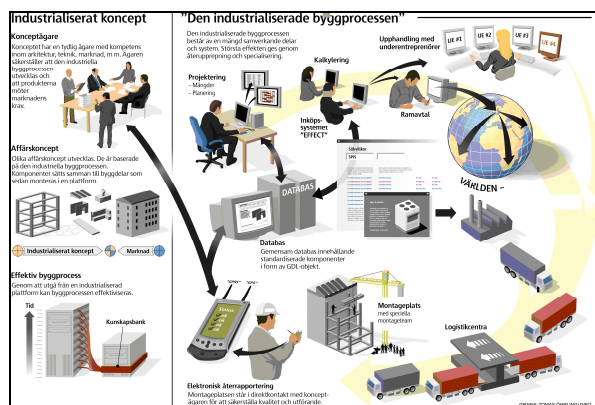 Industrialiserat koncept
Konceptägare
Konceptet har en tydlig ägare med kompetens
inom arkitektur, teknik, marknad, m m. Ägaren
säkerställer att den industriella
byggprocessen
utvecklas och
att produkterna
möter
marknadens
krav.
Affärskoncept
Olika affärskoncept utvecklas. De är baserade
på den industriella byggprocessen.
Komponenter sätts samman till byggdelar som
sedan monteras i en plattform.
Industrialiserat koncept
Marknad
Effektiv byggprocess
Genom att utgå från en industrialiserad
plattform kan byggprocessen effektiviseras.
Tid
Kunskapsbank
”Den industrialiserade byggprocessen”
Den industrialiserade byggprocessen
består av en mängd samverkande delar
och system. Största effekten ges genom
återupprepning och specialisering.
Projektering
– Mängder
– Planering
Kalkylering
Upphandling med
underentreprenörer
UE #1
UE #2
UE #3
UE #4
Inköps-
systemet
"EFFECT"
Ramavtal
VÄRLDEN –
Sökvillkor
SPIS
DATABAS
Databas
Gemensam databas innehållande
standardiserade komponenter
i form av GDL-objekt.
STATUS
Montageplats
med speciella
montageteam
Logistikcentra
Elektronisk återrapportering
Montageplatsen står i direktkontakt med koncept-
ägaren för att säkerställa kvalitet och utförande.